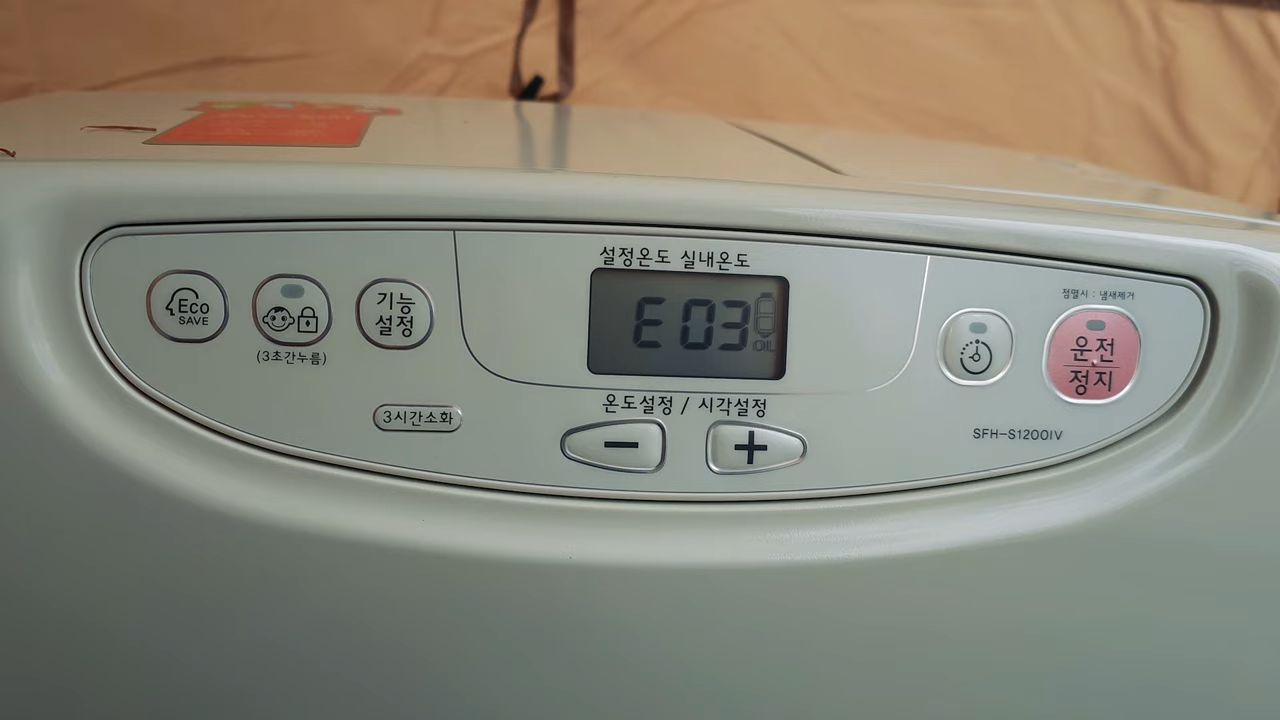 점멸시 : 냄새제거
설정온도 실내온도
Eco
SAVE
기능
설정
E 03
OIL
운전
정지
(3초간누름)
3시간소화
온도설정 / 시각설정
−
+
SFH-S1200IV